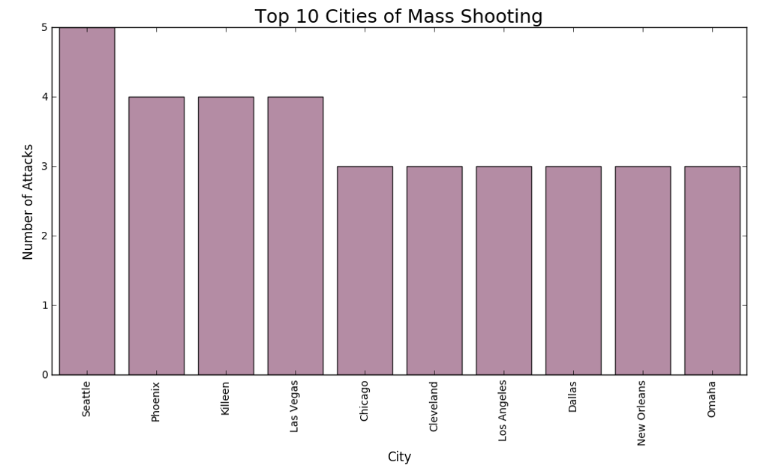 Top 10 Cities of Mass Shooting
Number of Attacks
5
4
3
2
1
0
Seattle
Phoenix
Killeen
Las Vegas
Chicago
Cleveland
Los Angeles
Dallas
New Orleans
Omaha
City